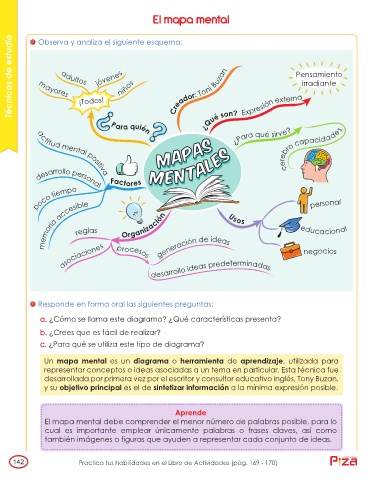 El mapa mental
Técnicas de estudio
Observa y analiza el siguiente esquema:
adultos
jóvenes
mayores
niños
¡Todos!
Para quién
Creador: Toni Buzan
Pensamiento
irradiante
¿Qué son? Expresión externa
¿Para qué sirve?
cerebro capacidades
MAPAS
MENTALES
actitud mental positiva
desarrollo personal
Factores
poco tiempo
memoria accesible
reglas
Organización
asociaciones
procesos
Usos
personal
educacional
negocios
generación de ideas
desarrollo ideas predeterminadas
Responde en forma oral las siguientes preguntas:
a. ¿Cómo se llama este diagrama? ¿Qué características presenta?
b. ¿Crees que es fácil de realizar?
c. ¿Para qué se utiliza este tipo de diagrama?
Un mapa mental es un diagrama o herramienta de aprendizaje, utilizada para
representar conceptos o ideas asociadas a un tema en particular. Esta técnica fue
desarrollada por primera vez por el escritor y consultor educativo inglés, Tony Buzan,
y su objetivo principal es el de sintetizar información a la mínima expresión posible.
Aprende
El mapa mental debe comprender el menor número de palabras posible, para lo
cual es importante emplear únicamente palabras o frases claves, así como
también imágenes o figuras que ayuden a representar cada conjunto de ideas.
142
Practica tus habilidades en el Libro de Actividades (pág. 169 - 170)